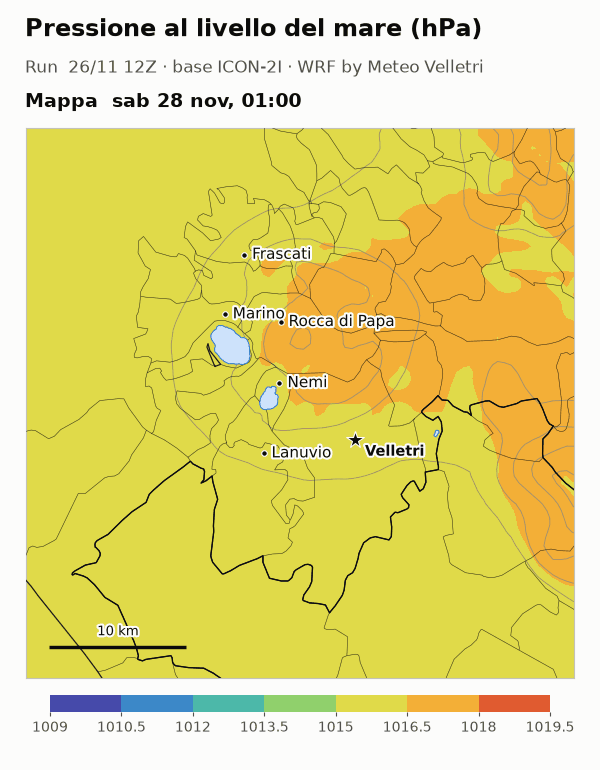 Pressione al livello del mare (hPa)
Run  26/11 12Z · base ICON-2I · WRF by Meteo Velletri
Mappa  sab 28 nov, 01:00
Frascati
Marino
Rocca di Papa
Nemi
Velletri
Lanuvio
10 km
1009 1010.5 1012 1013.5 1015 1016.5 1018 1019.5